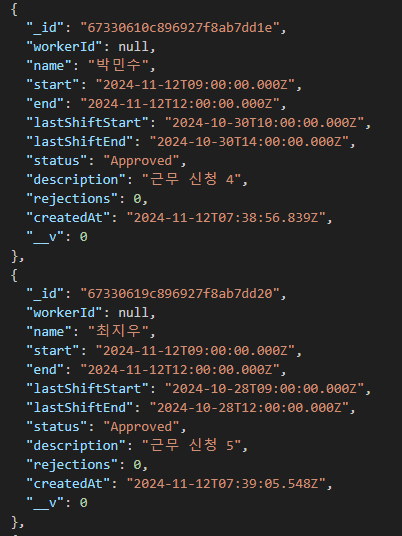 {
"_id": "67330610c896927f8ab7dd1e",
"workerId": null,
"name": "박민수",
"start": "2024-11-12T09:00:00.000Z",
"end": "2024-11-12T12:00:00.000Z",
"lastShiftStart": "2024-10-30T10:00:00.000Z",
"lastShiftEnd": "2024-10-30T14:00:00.000Z",
"status": "Approved",
"description": "근무 신청 4",
"rejections": 0,
"createdAt": "2024-11-12T07:38:56.839Z",
"__v": 0
},
{
"_id": "67330619c896927f8ab7dd20",
"workerId": null,
"name": "최지우",
"start": "2024-11-12T09:00:00.000Z",
"end": "2024-11-12T12:00:00.000Z",
"lastShiftStart": "2024-10-28T09:00:00.000Z",
"lastShiftEnd": "2024-10-28T12:00:00.000Z",
"status": "Approved",
"description": "근무 신청 5",
"rejections": 0,
"createdAt": "2024-11-12T07:39:05.548Z",
"__v": 0
},